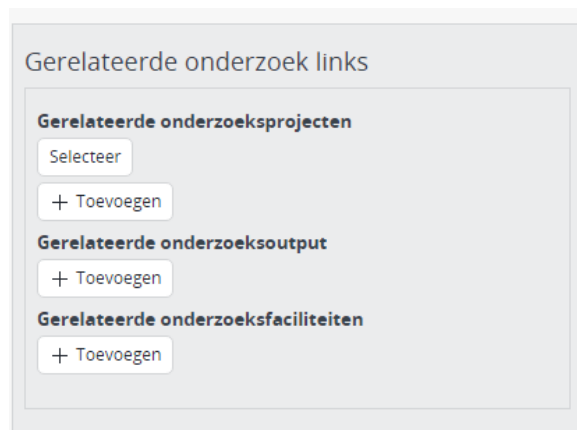 Gerelateerde onderzoek links
Gerelateerde onderzoeksprojecten
Selecteer
+ Toevoegen
Gerelateerde onderzoeksoutput
+ Toevoegen
Gerelateerde onderzoeksfaciliteiten
+ Toevoegen